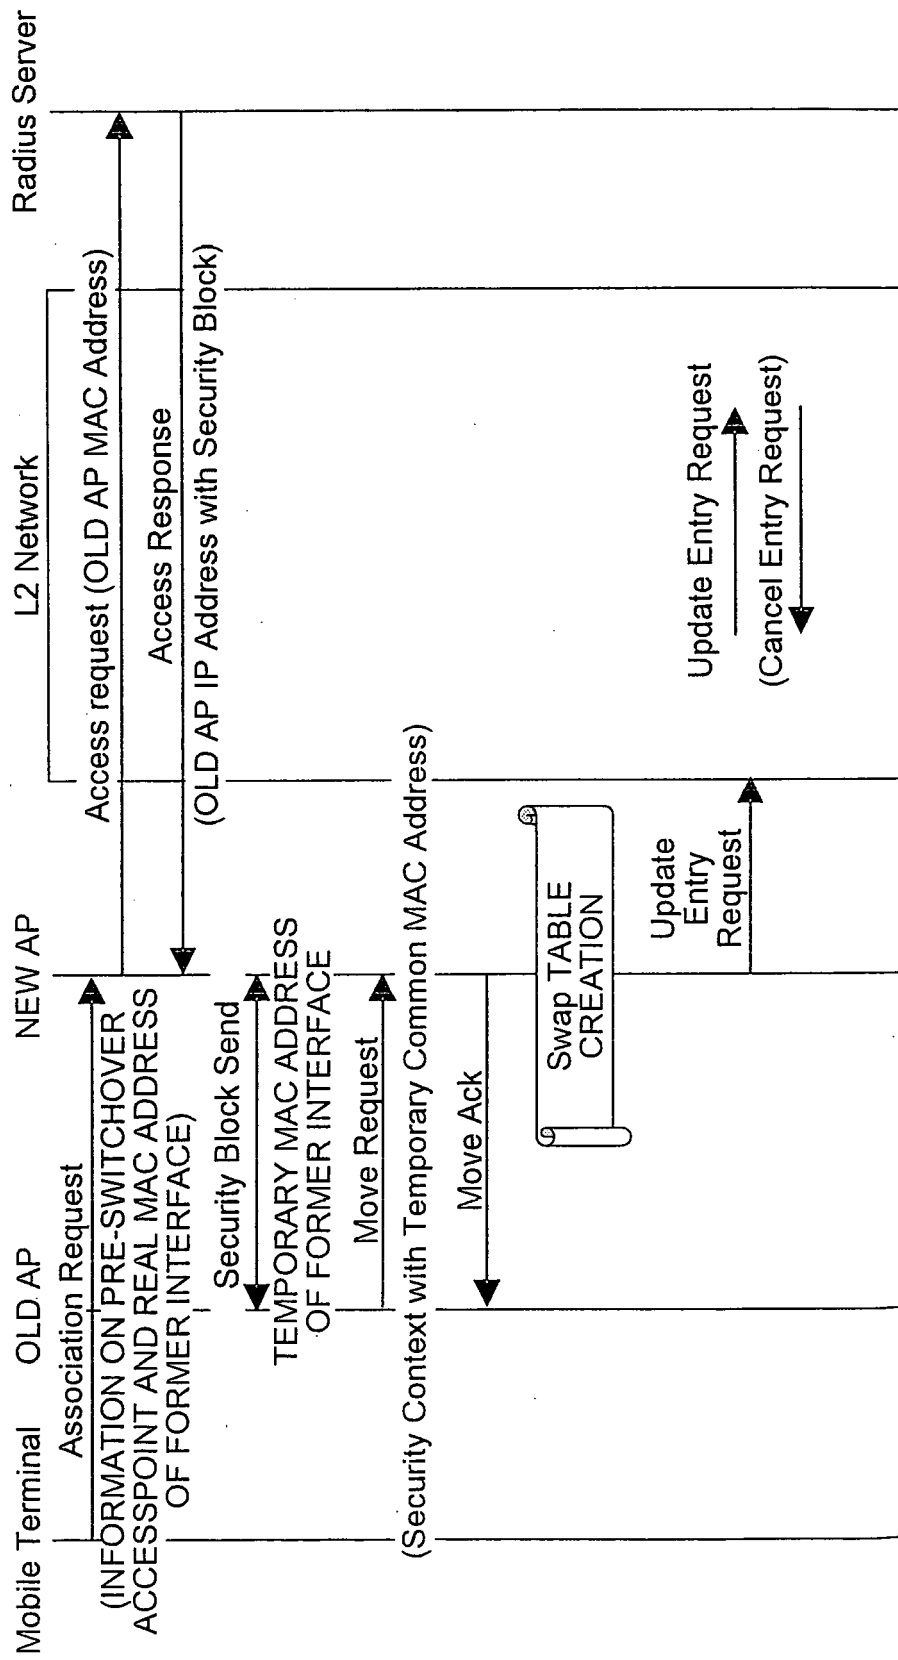 Mobile Terminal
OLD AP
NEW AP
L2 Network
Radius Server
Association Request
(INFORMATION ON PRE-SWITCHOVER
ACCESSPOINT AND REAL MAC ADDRESS
OF FORMER INTERFACE)
Access request (OLD AP MAC Address)
Access Response
(OLD AP IP Address with Security Block)
Security Block Send
TEMPORARY MAC ADDRESS
OF FORMER INTERFACE
Move Request
(Security Context with Temporary Common MAC Address)
Move Ack
Swap TABLE
CREATION
Update
Entry
Request
Update Entry Request
(Cancel Entry Request)